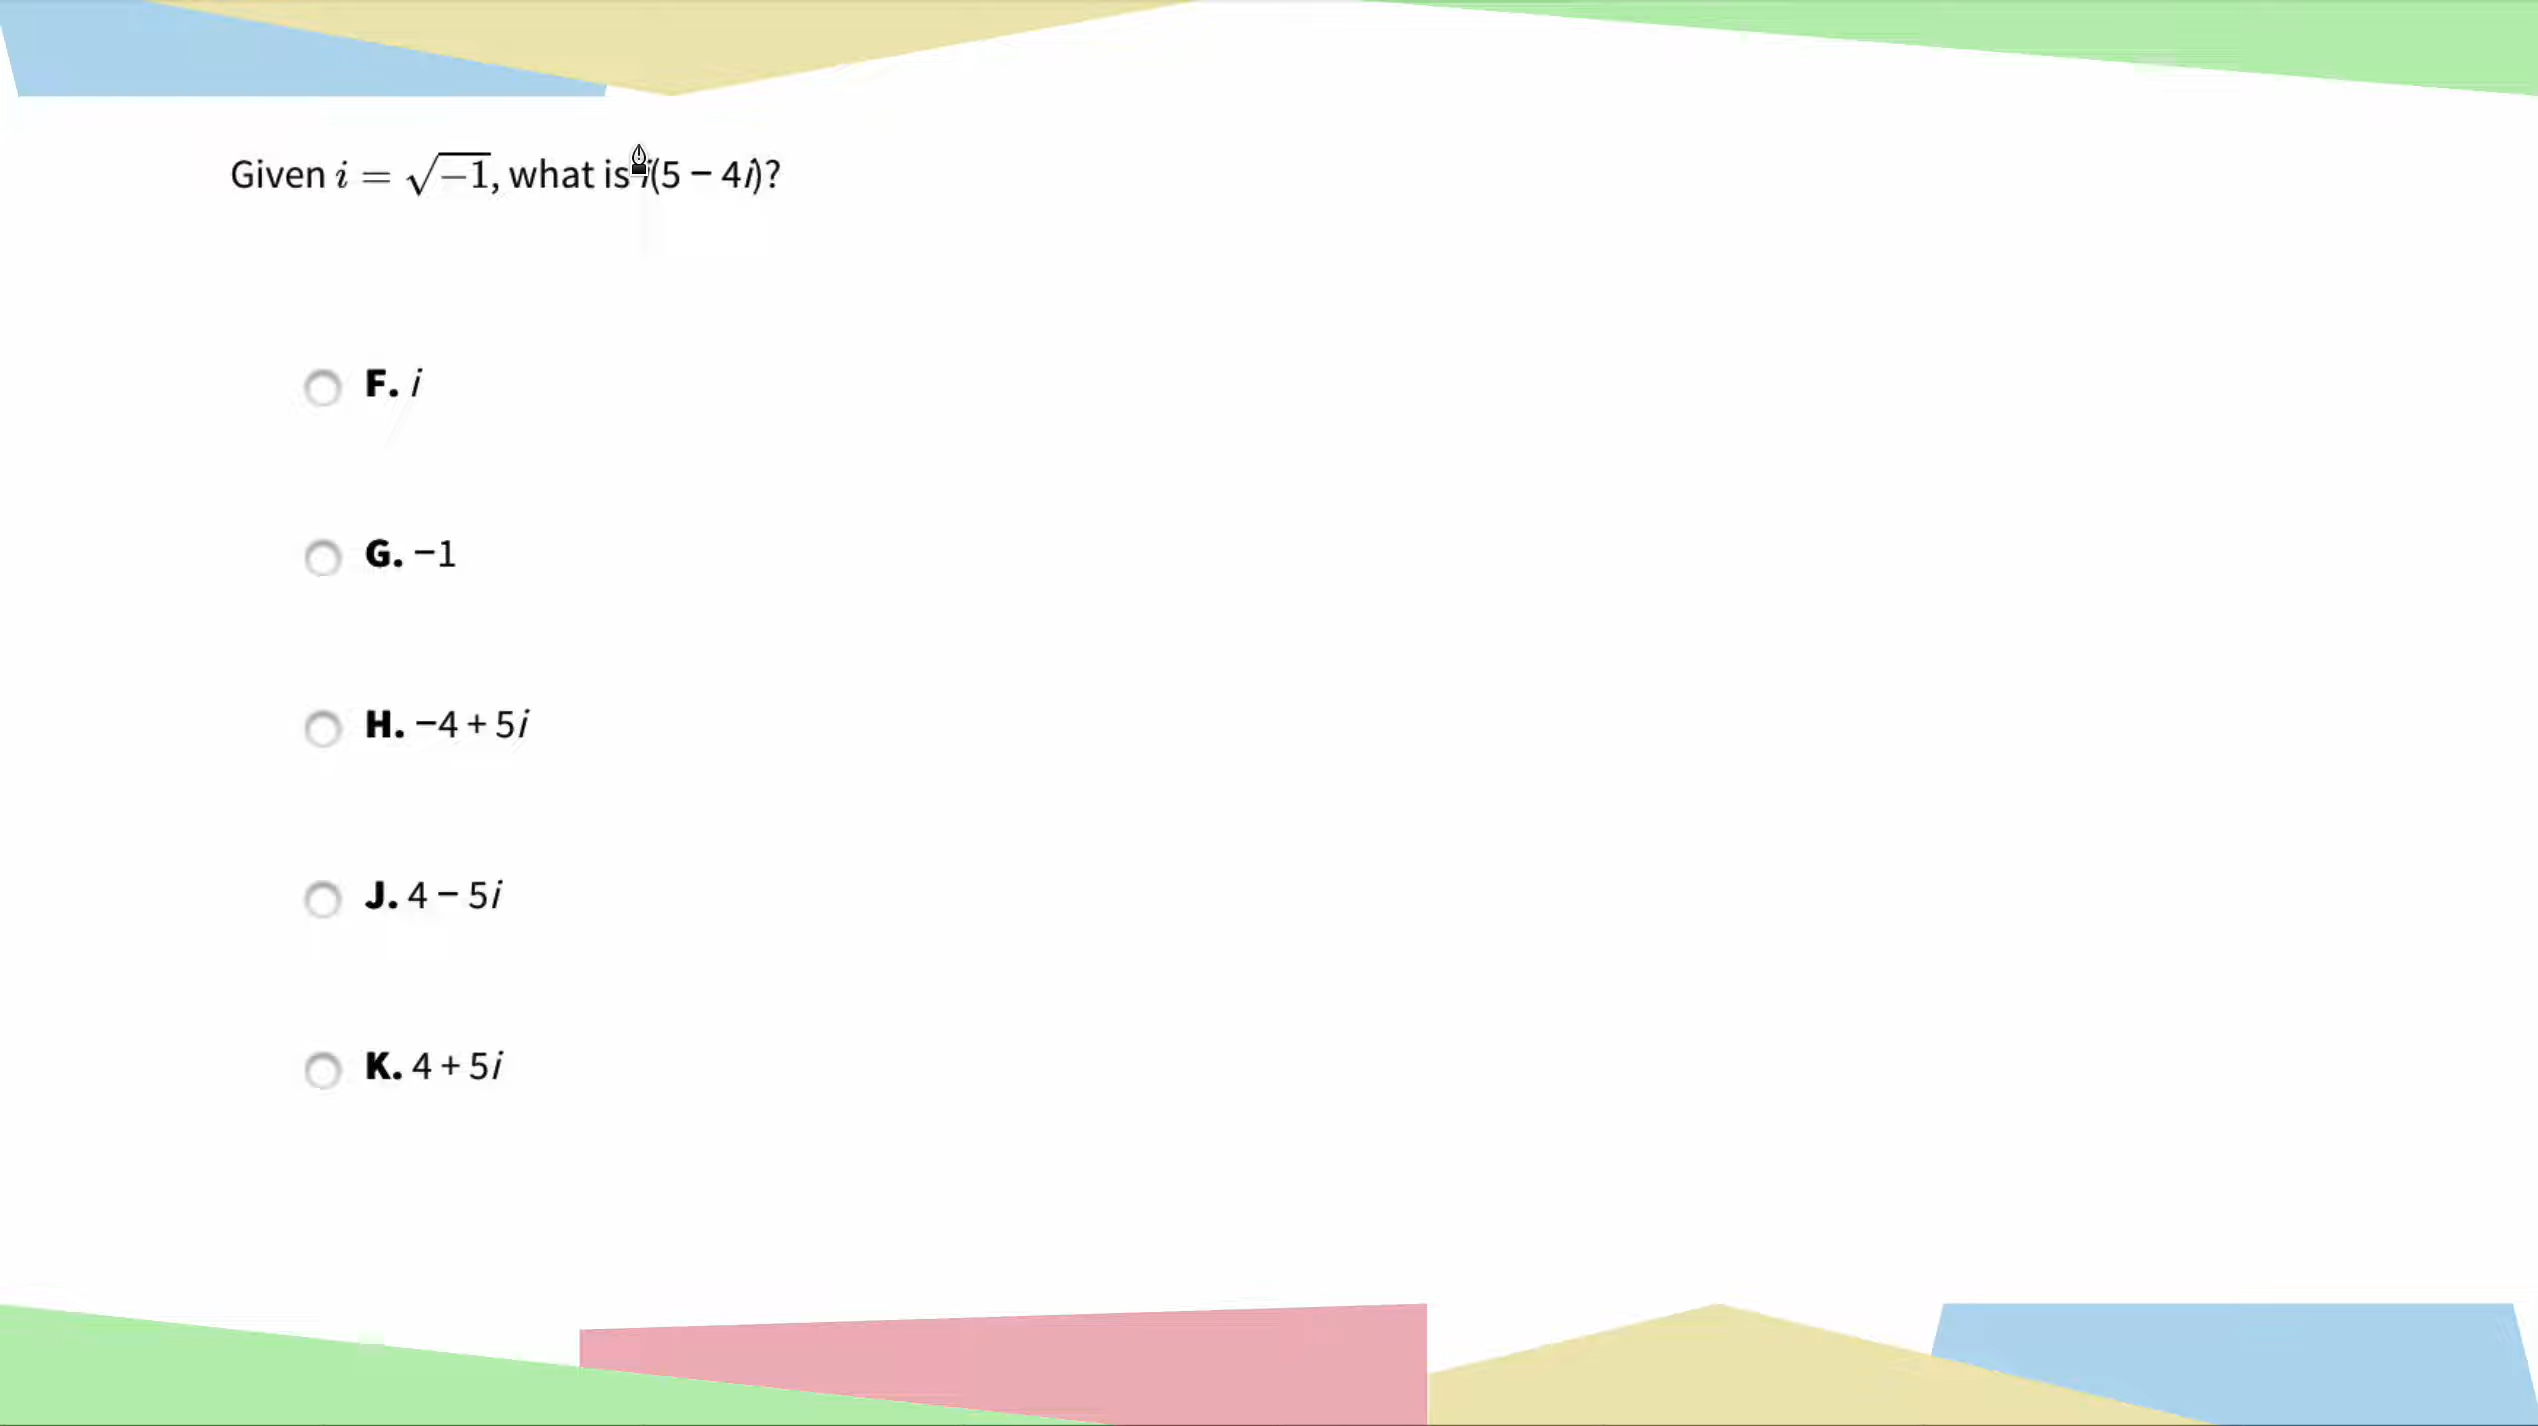 Given i = √−1, what is i(5 − 4i)?
F. i
G. −1
H. −4 + 5i
J. 4 − 5i
K. 4 + 5i